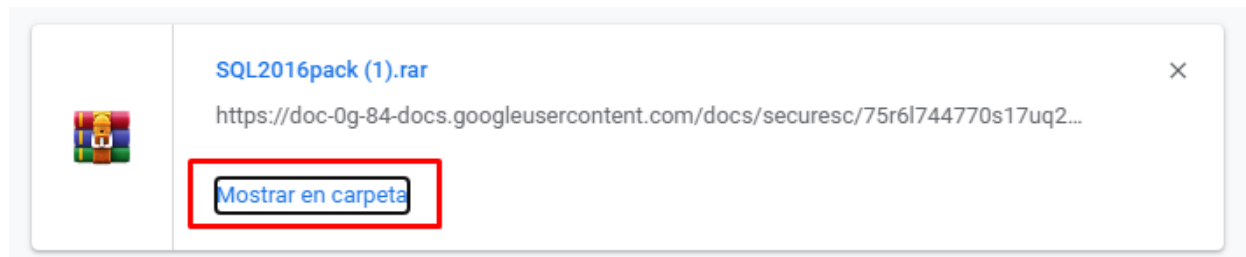 SQL2016pack (1).rar
https://doc-0g-84-docs.googleusercontent.com/docs/securesc/75r6l744770s17uq2…
Mostrar en carpeta